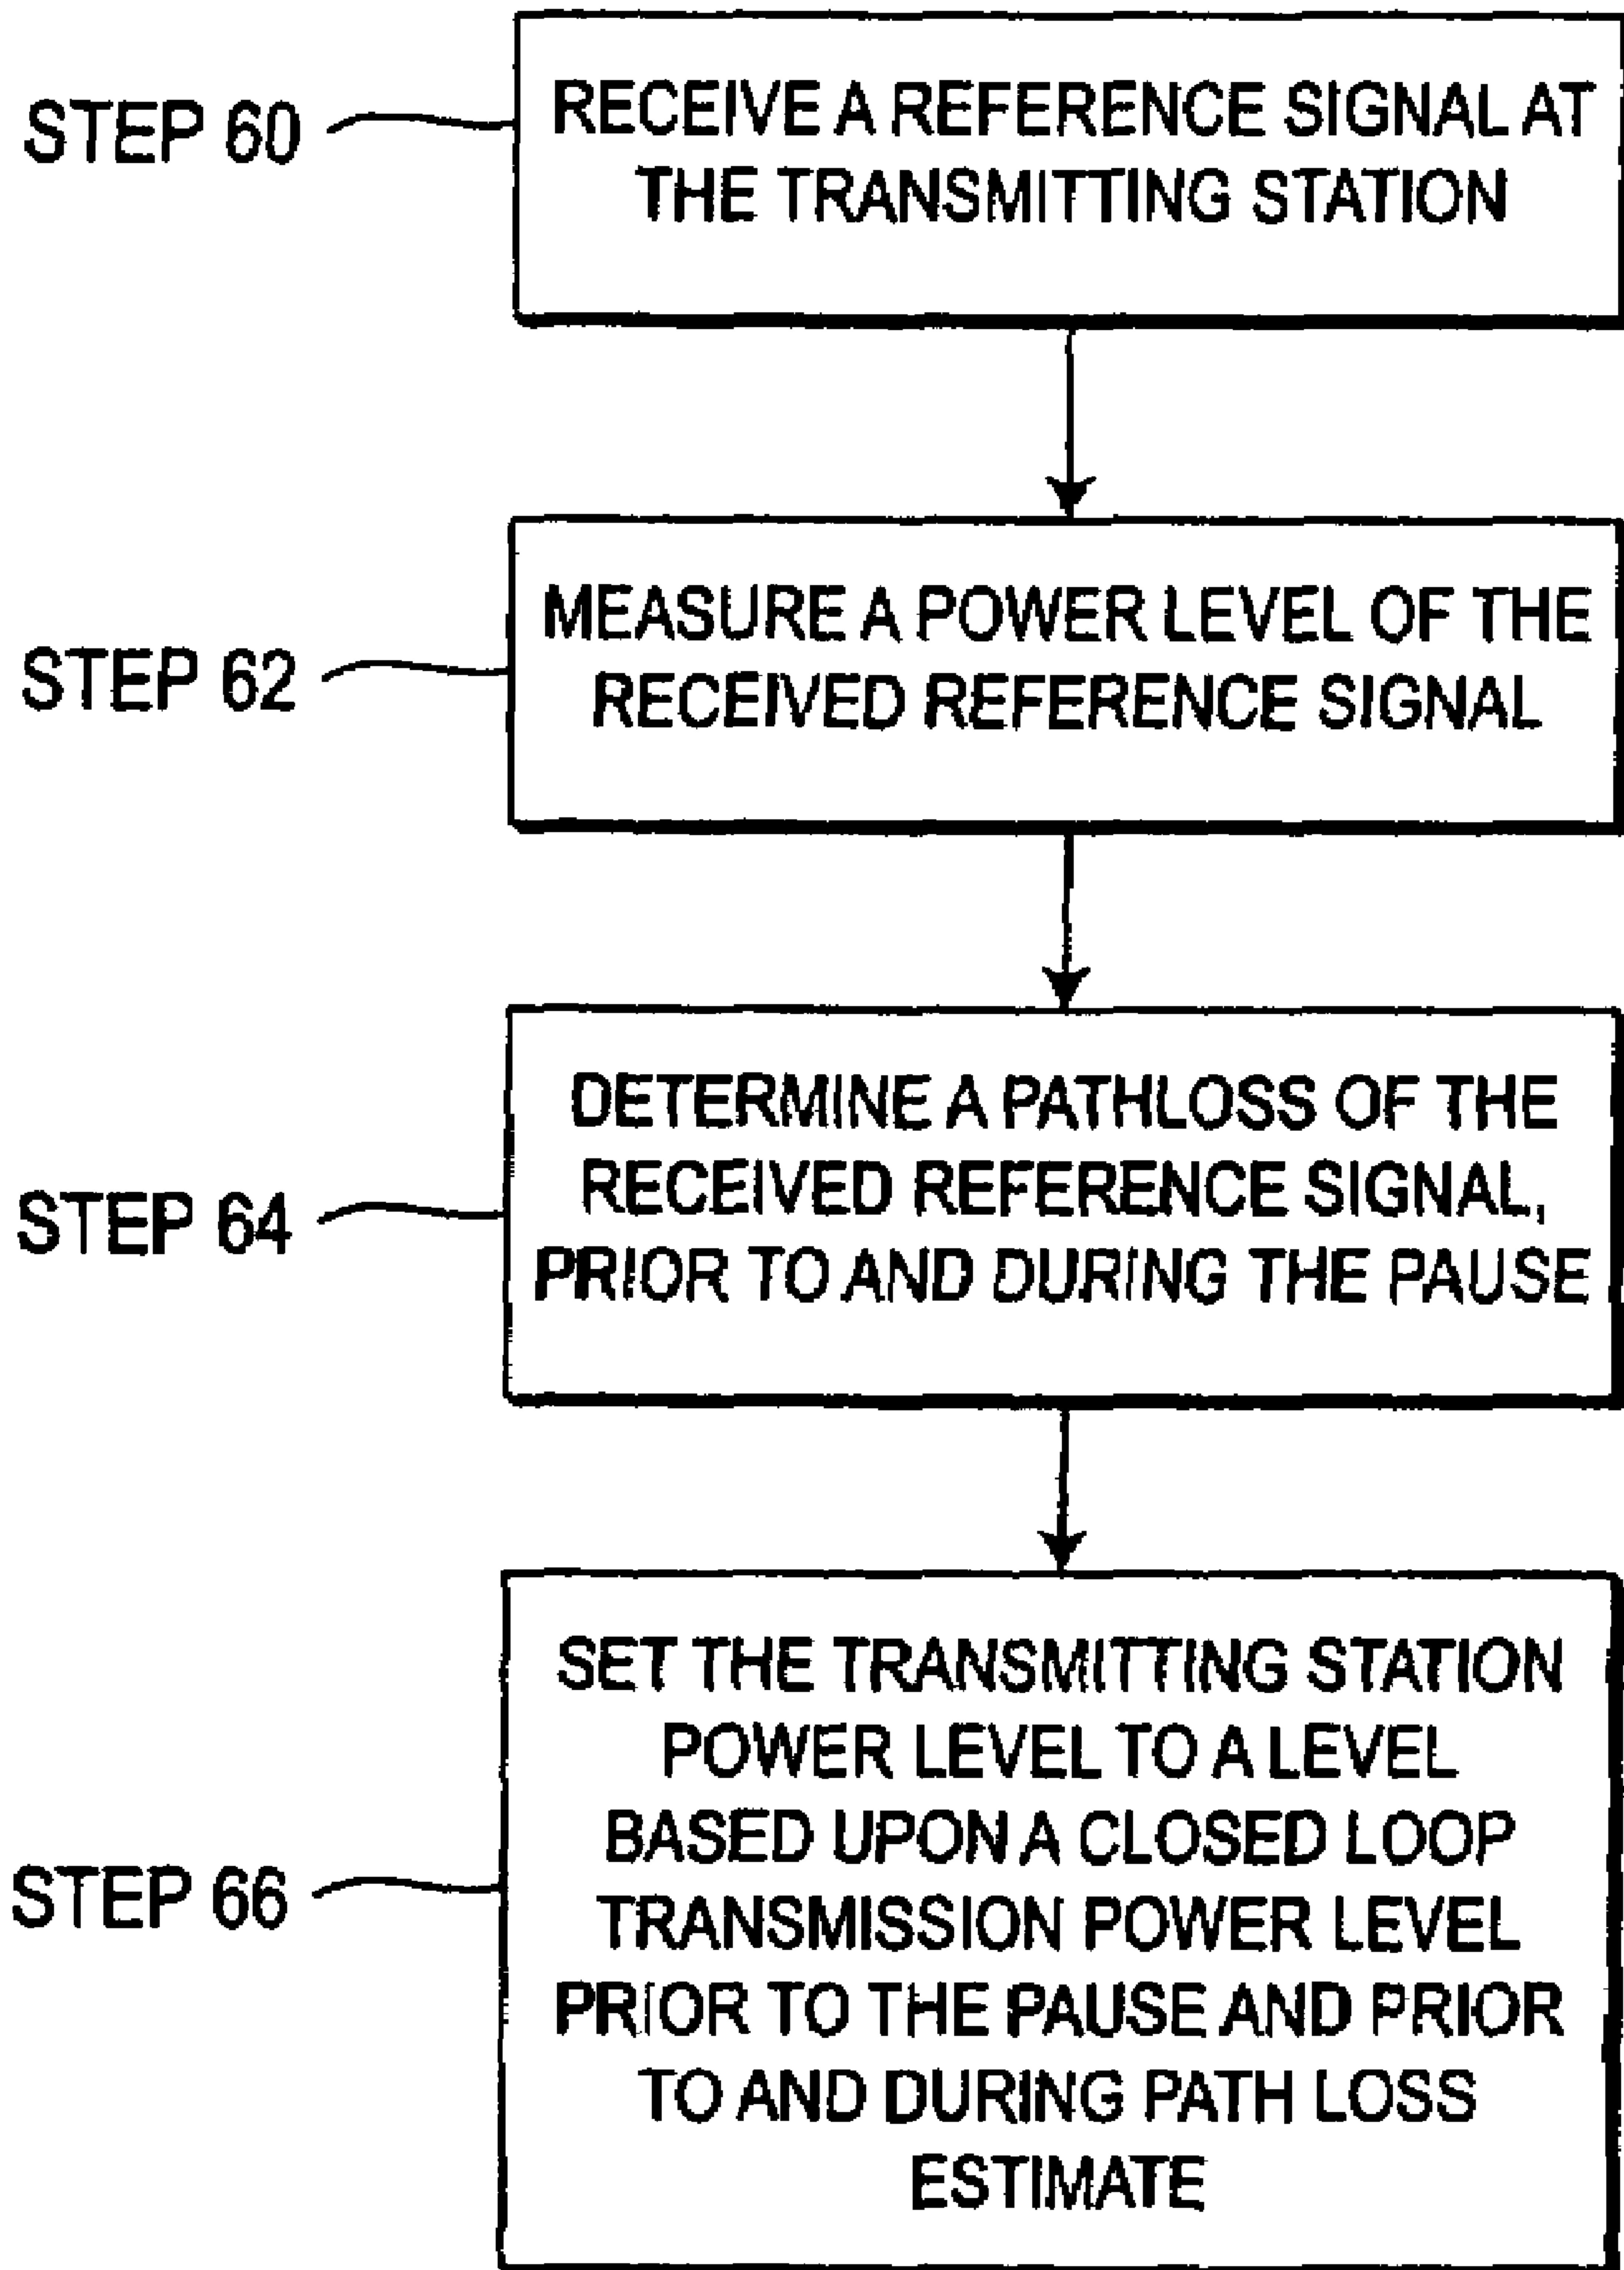 STEP 60
RECEIVE A REFERENCE SIGNAL AT
THE TRANSMITTING STATION
STEP 62
MEASURE A POWER LEVEL OF THE
RECEIVED REFERENCE SIGNAL
STEP 64
DETERMINE A PATHLOSS OF THE
RECEIVED REFERENCE SIGNAL,
PRIOR TO AND DURING THE PAUSE
STEP 66
SET THE TRANSMITTING STATION
POWER LEVEL TO A LEVEL
BASED UPON A CLOSED LOOP
TRANSMISSION POWER LEVEL
PRIOR TO THE PAUSE AND PRIOR
TO AND DURING PATH LOSS
ESTIMATE